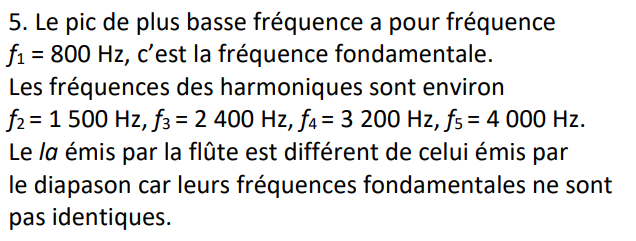 5. Le pic de plus basse fréquence a pour fréquence
f₁ = 800 Hz, c’est la fréquence fondamentale.
Les fréquences des harmoniques sont environ
f₂ = 1 500 Hz, f₃ = 2 400 Hz, f₄ = 3 200 Hz, f₅ = 4 000 Hz.
Le la émis par la flûte est différent de celui émis par
le diapason car leurs fréquences fondamentales ne sont
pas identiques.